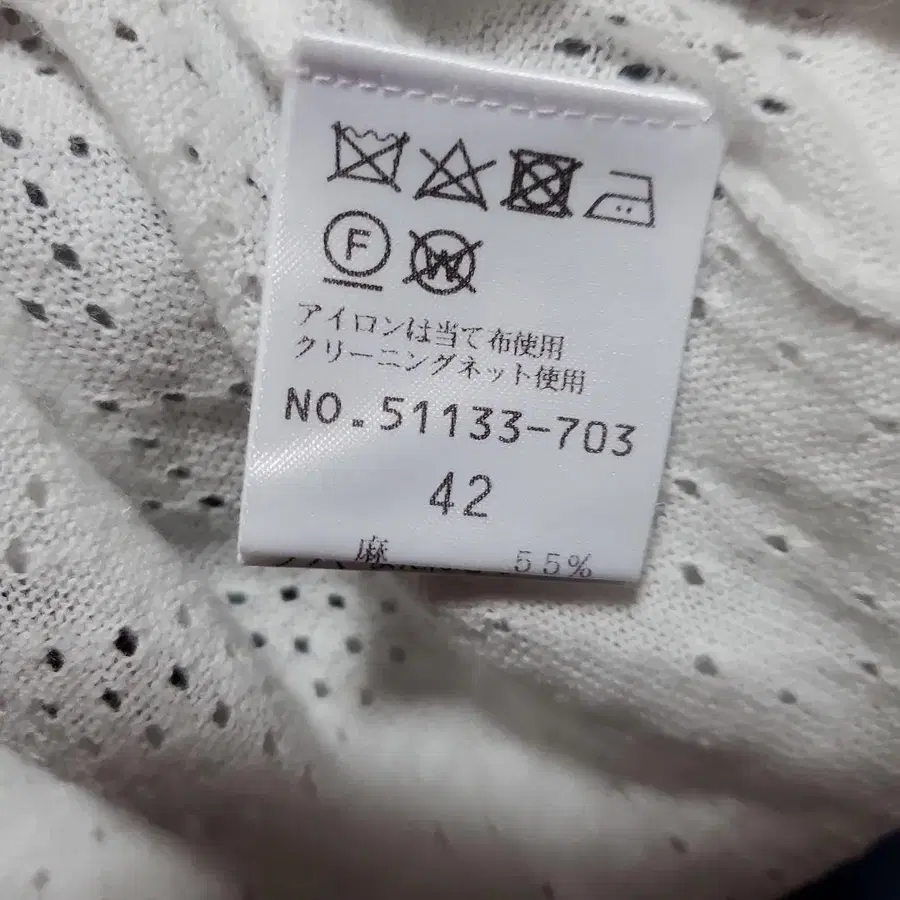 F W
アイロンは当て布使用
クリーニングネット使用
NO.51133-703
42
麻 55%